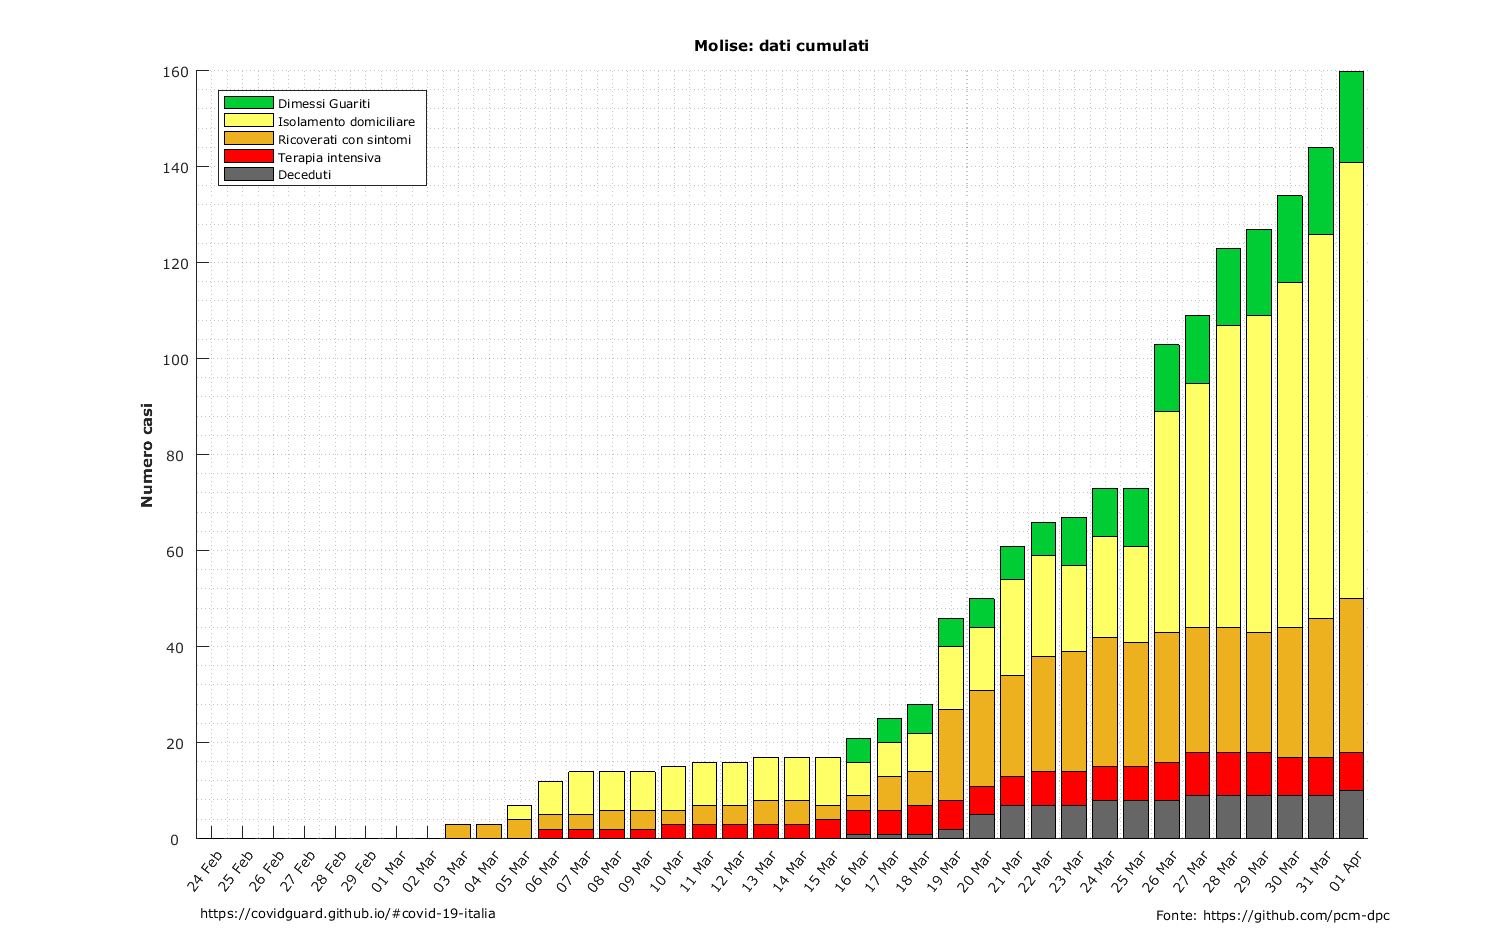 Molise: dati cumulati
160
140
120
100
80
60
40
20
0
Numero casi
Dimessi Guariti
Isolamento domiciliare
Ricoverati con sintomi
Terapia intensiva
Deceduti
24 Feb
25 Feb
26 Feb
27 Feb
28 Feb
29 Feb
01 Mar
02 Mar
03 Mar
04 Mar
05 Mar
06 Mar
07 Mar
08 Mar
09 Mar
10 Mar
11 Mar
12 Mar
13 Mar
14 Mar
15 Mar
16 Mar
17 Mar
18 Mar
19 Mar
20 Mar
21 Mar
22 Mar
23 Mar
24 Mar
25 Mar
26 Mar
27 Mar
28 Mar
29 Mar
30 Mar
31 Mar
01 Apr
https://covidguard.github.io/#covid-19-italia
Fonte: https://github.com/pcm-dpc